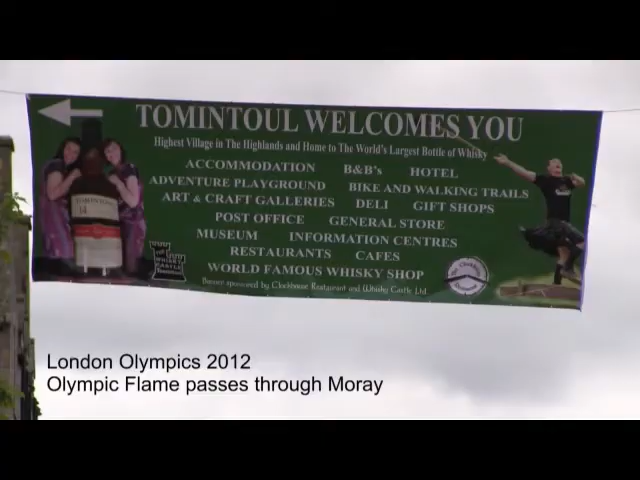 TOMINTOUL WELCOMES YOU
Highest Village in The Highlands and Home to The World's Largest Bottle of Whisky
ACCOMMODATION B&B's HOTEL
ADVENTURE PLAYGROUND BIKE AND WALKING TRAILS
ART & CRAFT GALLERIES DELI GIFT SHOPS
POST OFFICE GENERAL STORE
MUSEUM INFORMATION CENTRES
RESTAURANTS CAFES
WORLD FAMOUS WHISKY SHOP
Banner sponsored by Clockhouse Restaurant and Whisky Castle Ltd
TOMINTOUL
London Olympics 2012
Olympic Flame passes through Moray